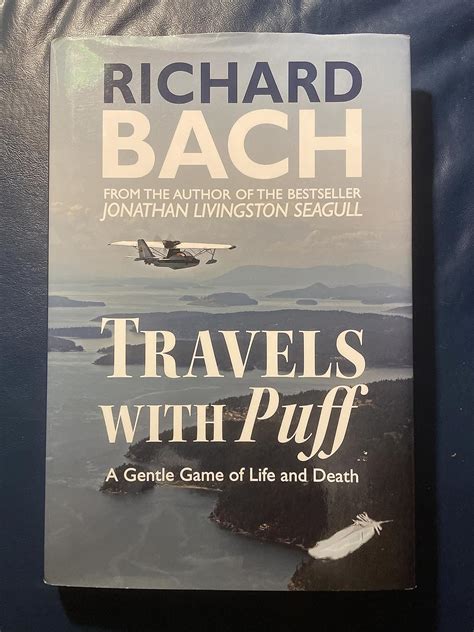 RICHARD
BACH
FROM THE AUTHOR OF THE BESTSELLER
JONATHAN LIVINGSTON SEAGULL
TRAVELS
WITH Puff
A Gentle Game of Life and Death